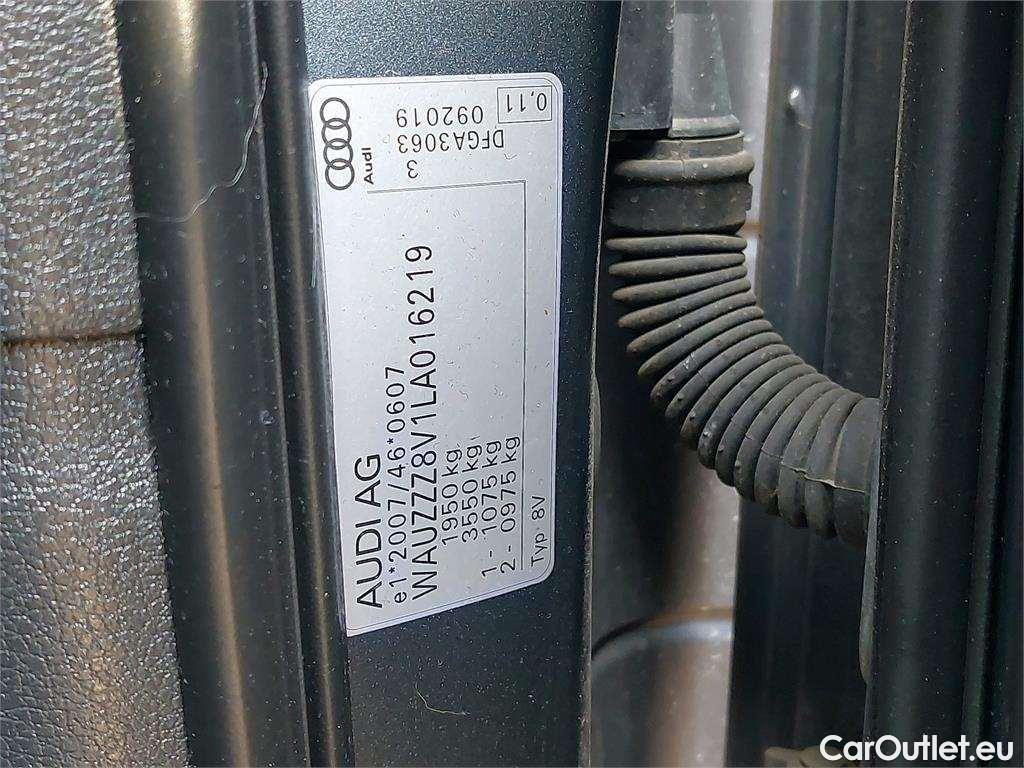 AUDI AG
e1*2007/46*0607
WAUZZZ8V1LA016219
1950 kg
3550 kg
1- 1075 kg
2- 0975 kg
Typ 8V
Audi
3
092019
DFGA3063
0,11
CarOutlet.eu